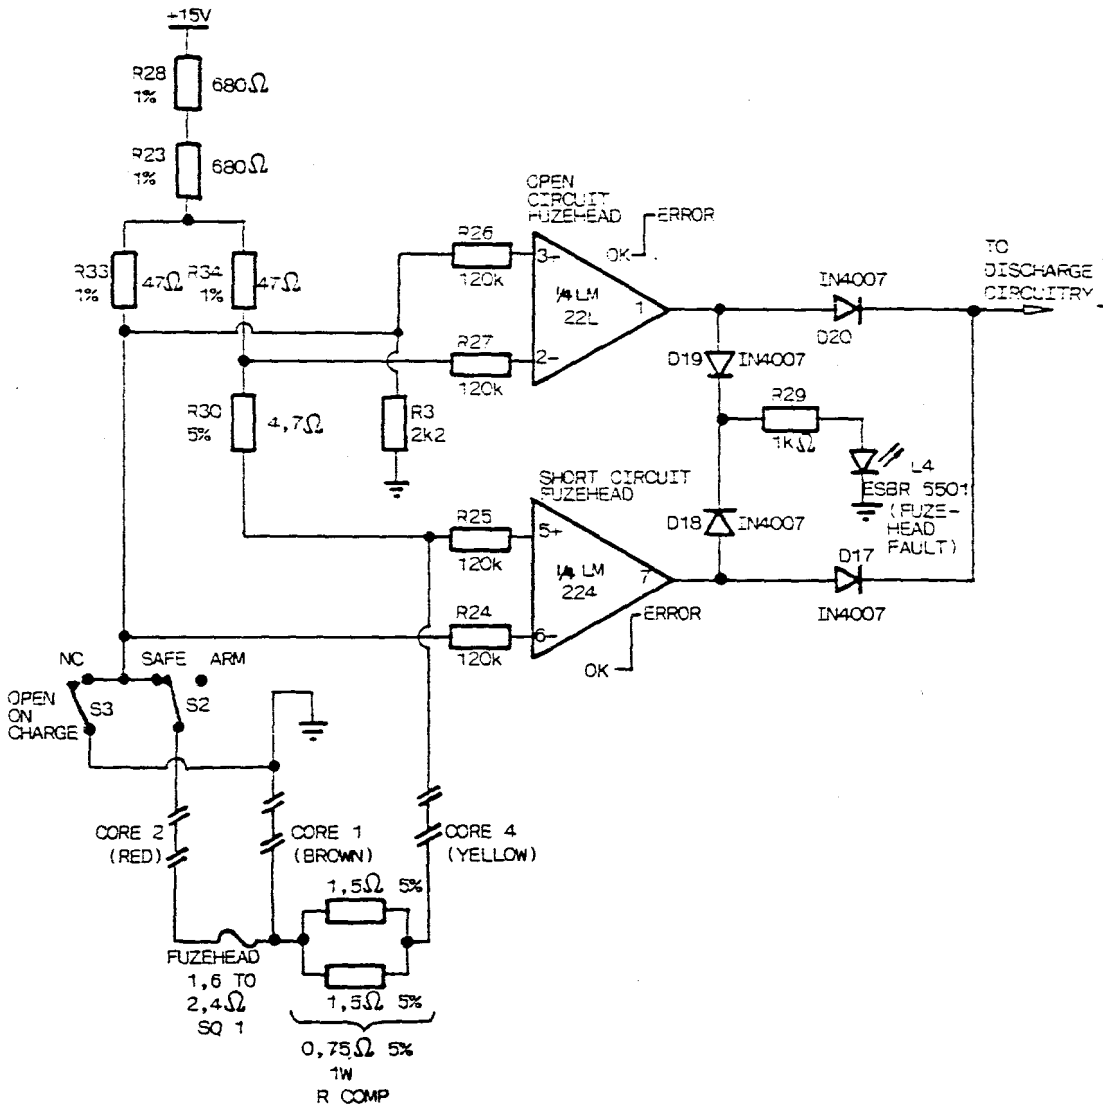 +15V
R28
1%
680Ω
R23
1%
680Ω
R33
1%
47Ω
R34
1%
47Ω
R26
120k
R27
120k
OPEN
CIRCUIT
FUZEHEAD
OK
ERROR
3+
2-
¼ LM
22L
1
IN4007
D20
TO
DISCHARGE
CIRCUITRY
D19
IN4007
R29
1kΩ
L4
ESBR 5501
(FUZE-
HEAD
FAULT)
R30
5%
4,7Ω
R3
2k2
SHORT CIRCUIT
FUZEHEAD
R25
120k
R24
120k
5+
6-
¼ LM
224
7
D18
IN4007
D17
IN4007
ERROR
OK
NC
SAFE
ARM
OPEN
ON
CHARGE
S3
S2
CORE 2
(RED)
CORE 1
(BROWN)
CORE 4
(YELLOW)
1,5Ω 5%
FUZEHEAD
1,6 TO
2,4Ω
SQ 1
1,5Ω 5%
0,75Ω 5%
1W
R COMP